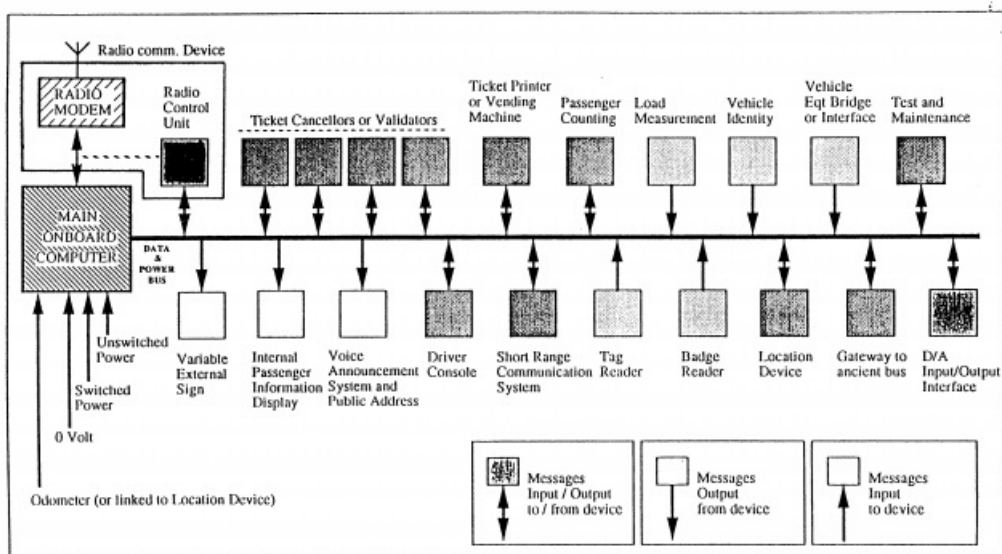 Radio comm. Device
RADIO
MODEM
Radio
Control
Unit
Ticket Cancellors or Validators
Ticket Printer
or Vending
Machine
Passenger
Counting
Load
Measurement
Vehicle
Identity
Vehicle
Eqt Bridge
or Interface
Test and
Maintenance
MAIN
ONBOARD
COMPUTER
DATA
&
POWER
BUS
Unswitched
Power
Switched
Power
0 Volt
Odometer (or linked to Location Device)
Variable
External
Sign
Internal
Passenger
Information
Display
Voice
Announcement
System and
Public Address
Driver
Console
Short Range
Communication
System
Tag
Reader
Badge
Reader
Location
Device
Gateway to
ancient bus
D/A
Input/Output
Interface
Messages
Input / Output
to / from device
Messages
Output
from device
Messages
Input
to device